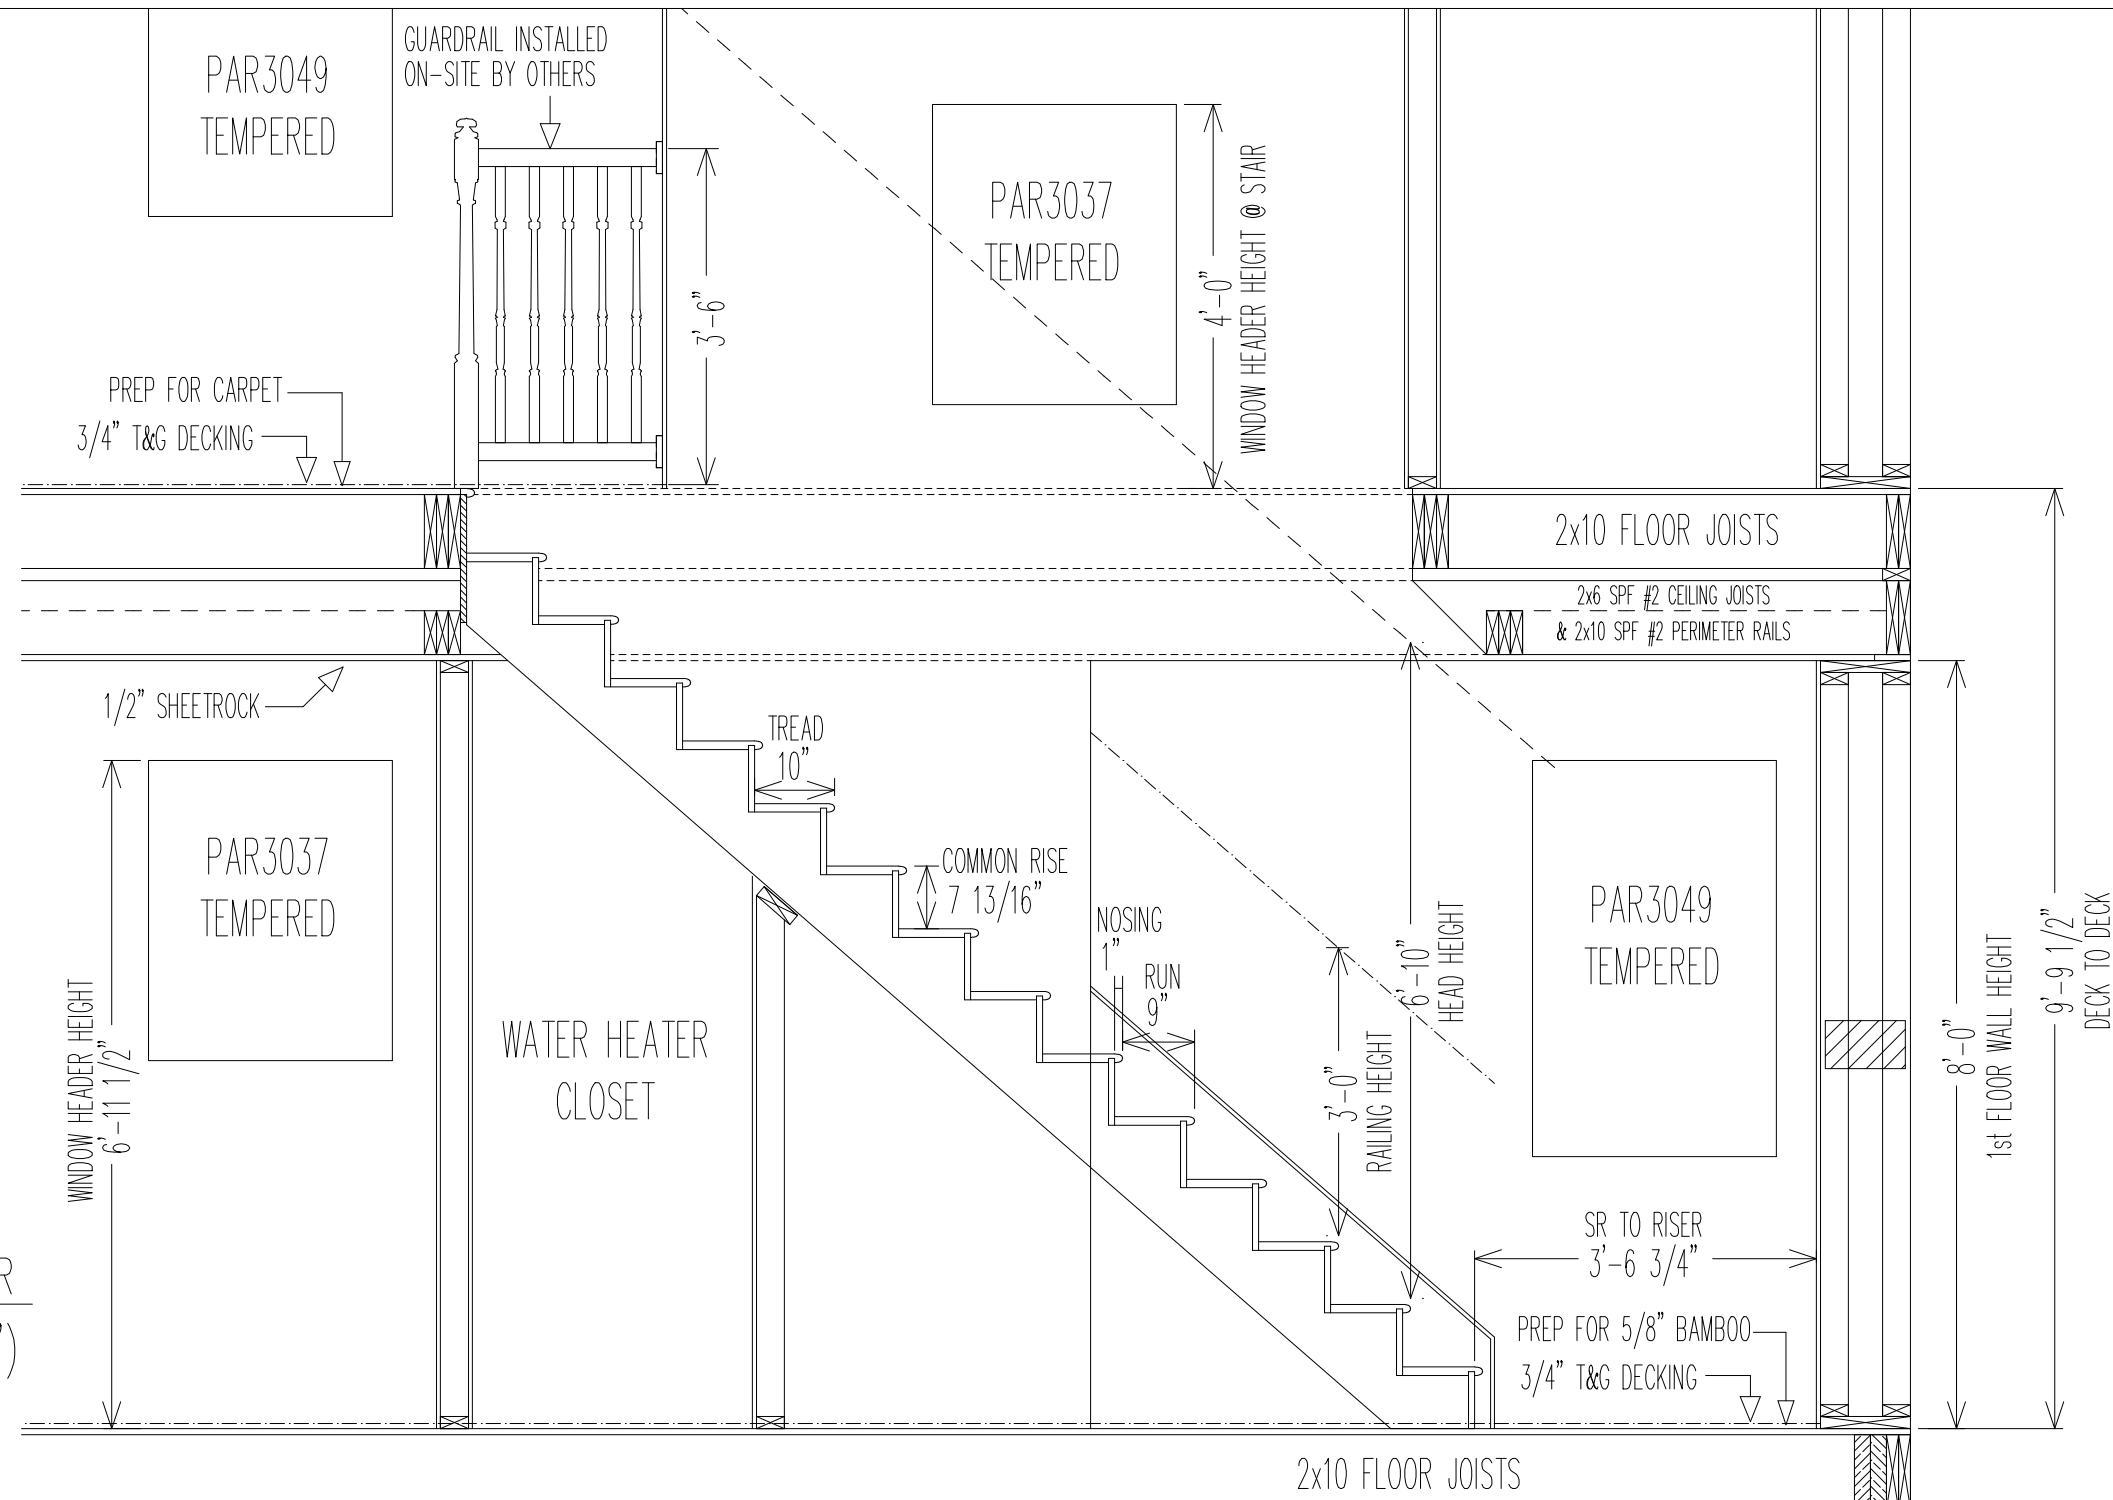 PAR3049
TEMPERED
GUARDRAIL INSTALLED
ON-SITE BY OTHERS
3'-6"
PAR3037
TEMPERED
4'-0"
WINDOW HEADER HEIGHT @ STAIR
PREP FOR CARPET
3/4" T&G DECKING
2x10 FLOOR JOISTS
2x6 SPF #2 CEILING JOISTS
& 2x10 SPF #2 PERIMETER RAILS
1/2" SHEETROCK
TREAD
10"
PAR3037
TEMPERED
WINDOW HEADER HEIGHT
6'-11 1/2"
WATER HEATER
CLOSET
COMMON RISE
7 13/16"
NOSING
1"
RUN
9"
3'-0"
RAILING HEIGHT
6'-10"
HEAD HEIGHT
PAR3049
TEMPERED
SR TO RISER
3'-6 3/4"
PREP FOR 5/8" BAMBOO
3/4" T&G DECKING
8'-0"
1st FLOOR WALL HEIGHT
9'-9 1/2"
DECK TO DECK
R
")
2x10 FLOOR JOISTS